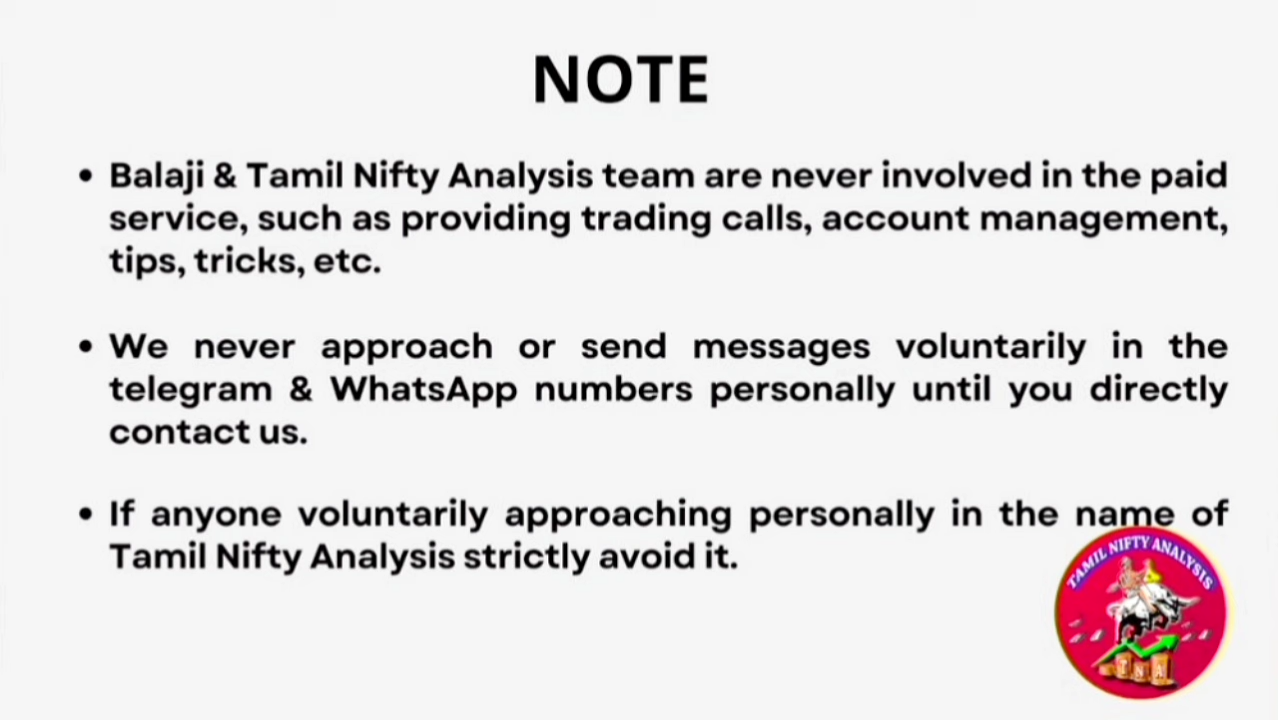 NOTE
• Balaji & Tamil Nifty Analysis team are never involved in the paid
service, such as providing trading calls, account management,
tips, tricks, etc.
• We never approach or send messages voluntarily in the
telegram & WhatsApp numbers personally until you directly
contact us.
• If anyone voluntarily approaching personally in the name of
Tamil Nifty Analysis strictly avoid it.
TAMIL NIFTY ANALYSIS
TNA